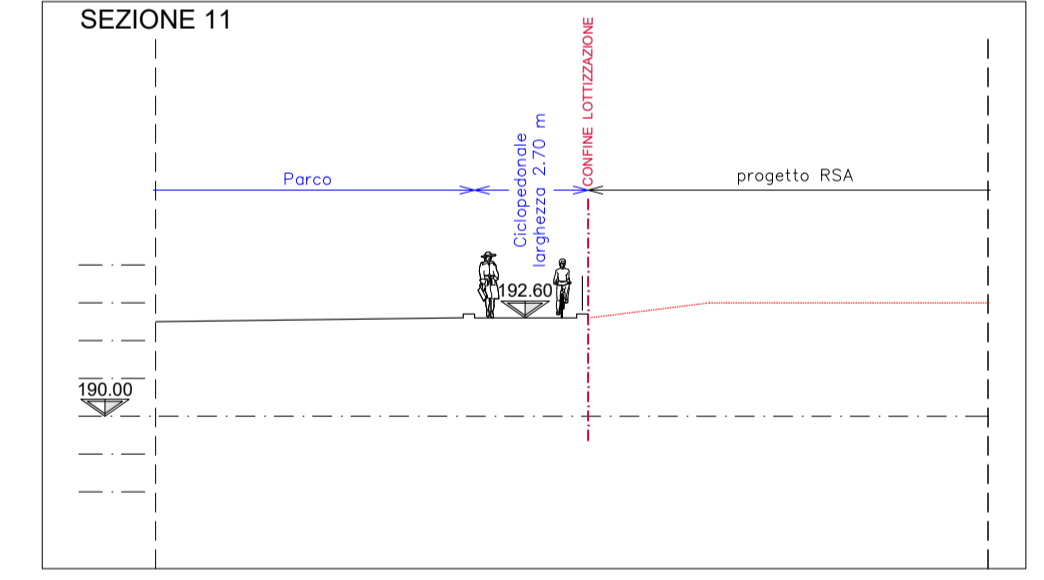 SEZIONE 11
CONFINE LOTTIZZAZIONE
Parco
Ciclopedonale
larghezza 2.70 m
progetto RSA
192.60
190.00